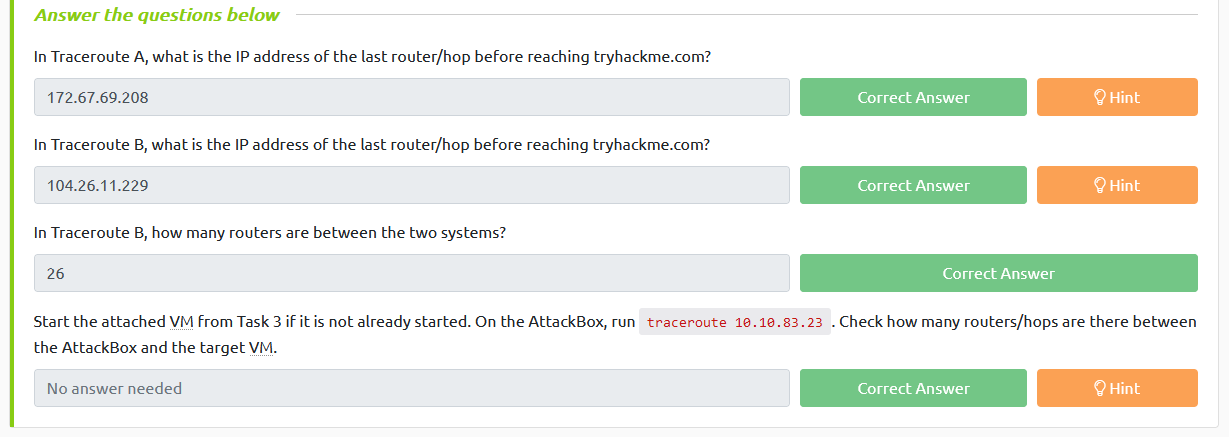 Answer the questions below
In Traceroute A, what is the IP address of the last router/hop before reaching tryhackme.com?
172.67.69.208 Correct Answer Hint
In Traceroute B, what is the IP address of the last router/hop before reaching tryhackme.com?
104.26.11.229 Correct Answer Hint
In Traceroute B, how many routers are between the two systems?
26 Correct Answer
Start the attached VM from Task 3 if it is not already started. On the AttackBox, run traceroute 10.10.83.23 . Check how many routers/hops are there between
the AttackBox and the target VM.
No answer needed Correct Answer Hint